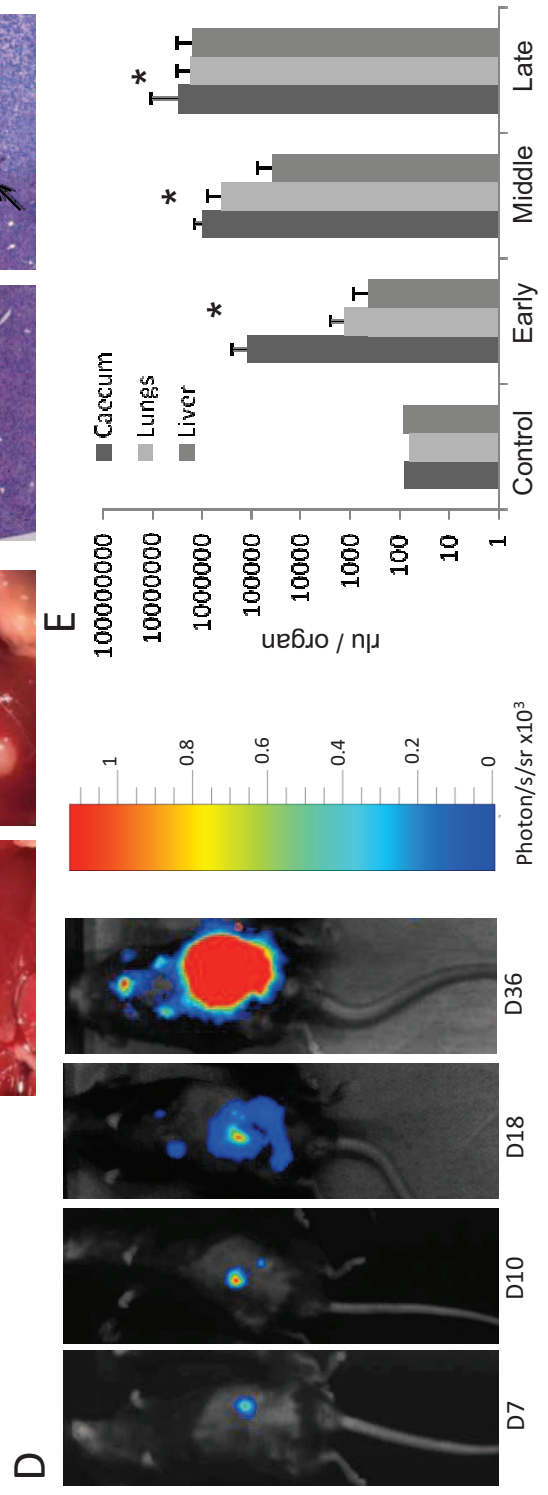 D
D7
D10
D18
D36
1
0.8
0.6
0.4
0.2
0
Photon/s/sr x10³
E
rlu / organ
100000000
10000000
1000000
100000
10000
1000
100
10
1
Caecum
Lungs
Liver
*
*
*
Control
Early
Middle
Late